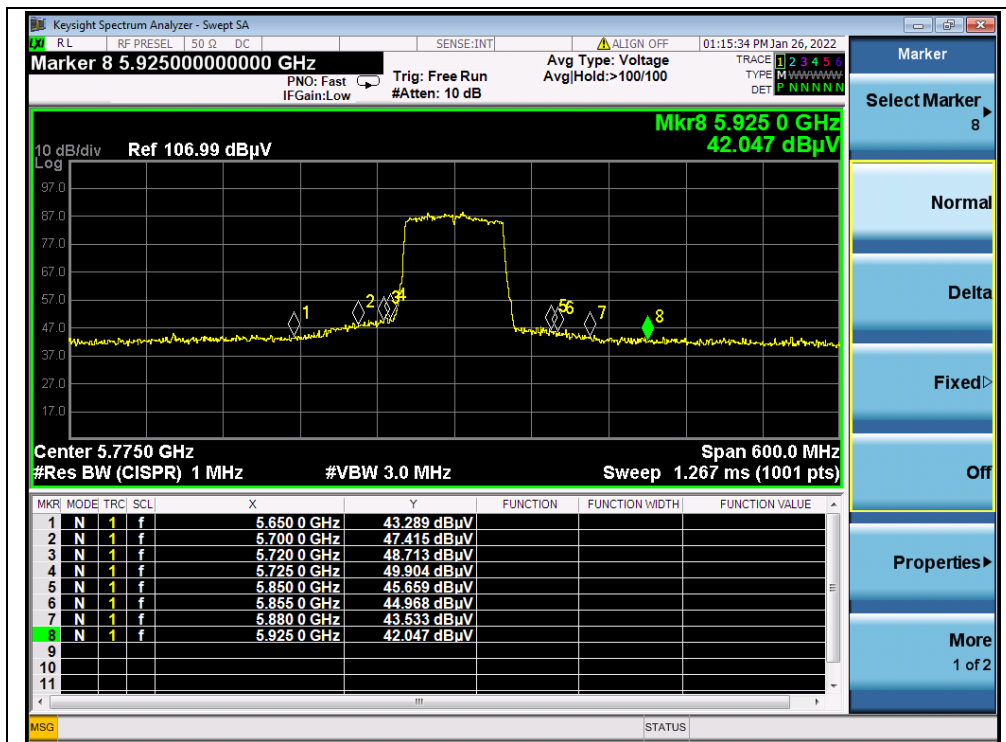 Keysight Spectrum Analyzer - Swept SA
LXI RL RF PRESEL 50 Ω DC SENSE:INT ALIGN OFF 01:15:34 PM Jan 26, 2022
Marker 8 5.925000000000 GHz
PNO: Fast
IFGain:Low
Trig: Free Run
#Atten: 10 dB
Avg Type: Voltage
Avg|Hold:>100/100
TRACE 1 2 3 4 5 6
TYPE M W W W W W
DET P N N N N N
Mkr8 5.925 0 GHz
42.047 dBµV
10 dB/div Ref 106.99 dBµV
Log
97.0
87.0
77.0
67.0
57.0
47.0
37.0
27.0
17.0
1
2
3
4
5
6
7
8
Center 5.7750 GHz Span 600.0 MHz
#Res BW (CISPR) 1 MHz #VBW 3.0 MHz Sweep 1.267 ms (1001 pts)
MKR MODE TRC SCL X Y FUNCTION FUNCTION WIDTH FUNCTION VALUE
1 N 1 f 5.650 0 GHz 43.289 dBµV
2 N 1 f 5.700 0 GHz 47.415 dBµV
3 N 1 f 5.720 0 GHz 48.713 dBµV
4 N 1 f 5.725 0 GHz 49.904 dBµV
5 N 1 f 5.850 0 GHz 45.659 dBµV
6 N 1 f 5.855 0 GHz 44.968 dBµV
7 N 1 f 5.880 0 GHz 43.533 dBµV
8 N 1 f 5.925 0 GHz 42.047 dBµV
9
10
11
MSG STATUS
Marker
Select Marker
8
Normal
Delta
Fixed
Off
Properties
More
1 of 2